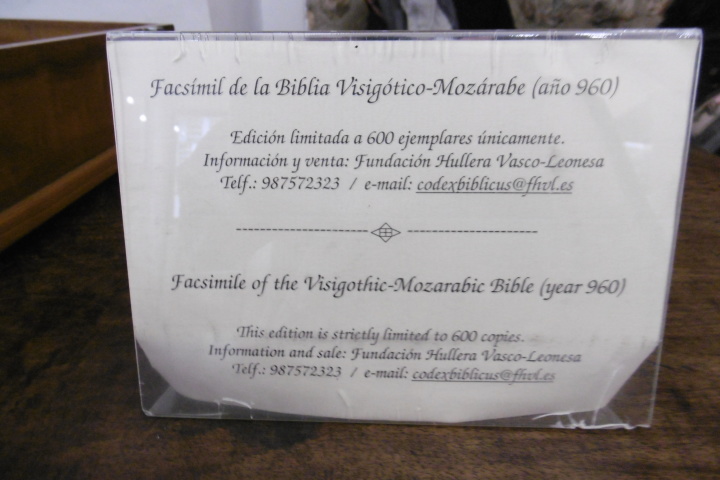 Facsímil de la Biblia Visigótico-Mozárabe (año 960)
Edición limitada a 600 ejemplares únicamente.
Información y venta: Fundación Hullera Vasco-Leonesa
Telf.: 987572323 / e-mail: codexbiblicus@fhvl.es
Facsimile of the Visigothic-Mozarabic Bible (year 960)
This edition is strictly limited to 600 copies.
Information and sale: Fundación Hullera Vasco-Leonesa
Telf.: 987572323 / e-mail: codexbiblicus@fhvl.es